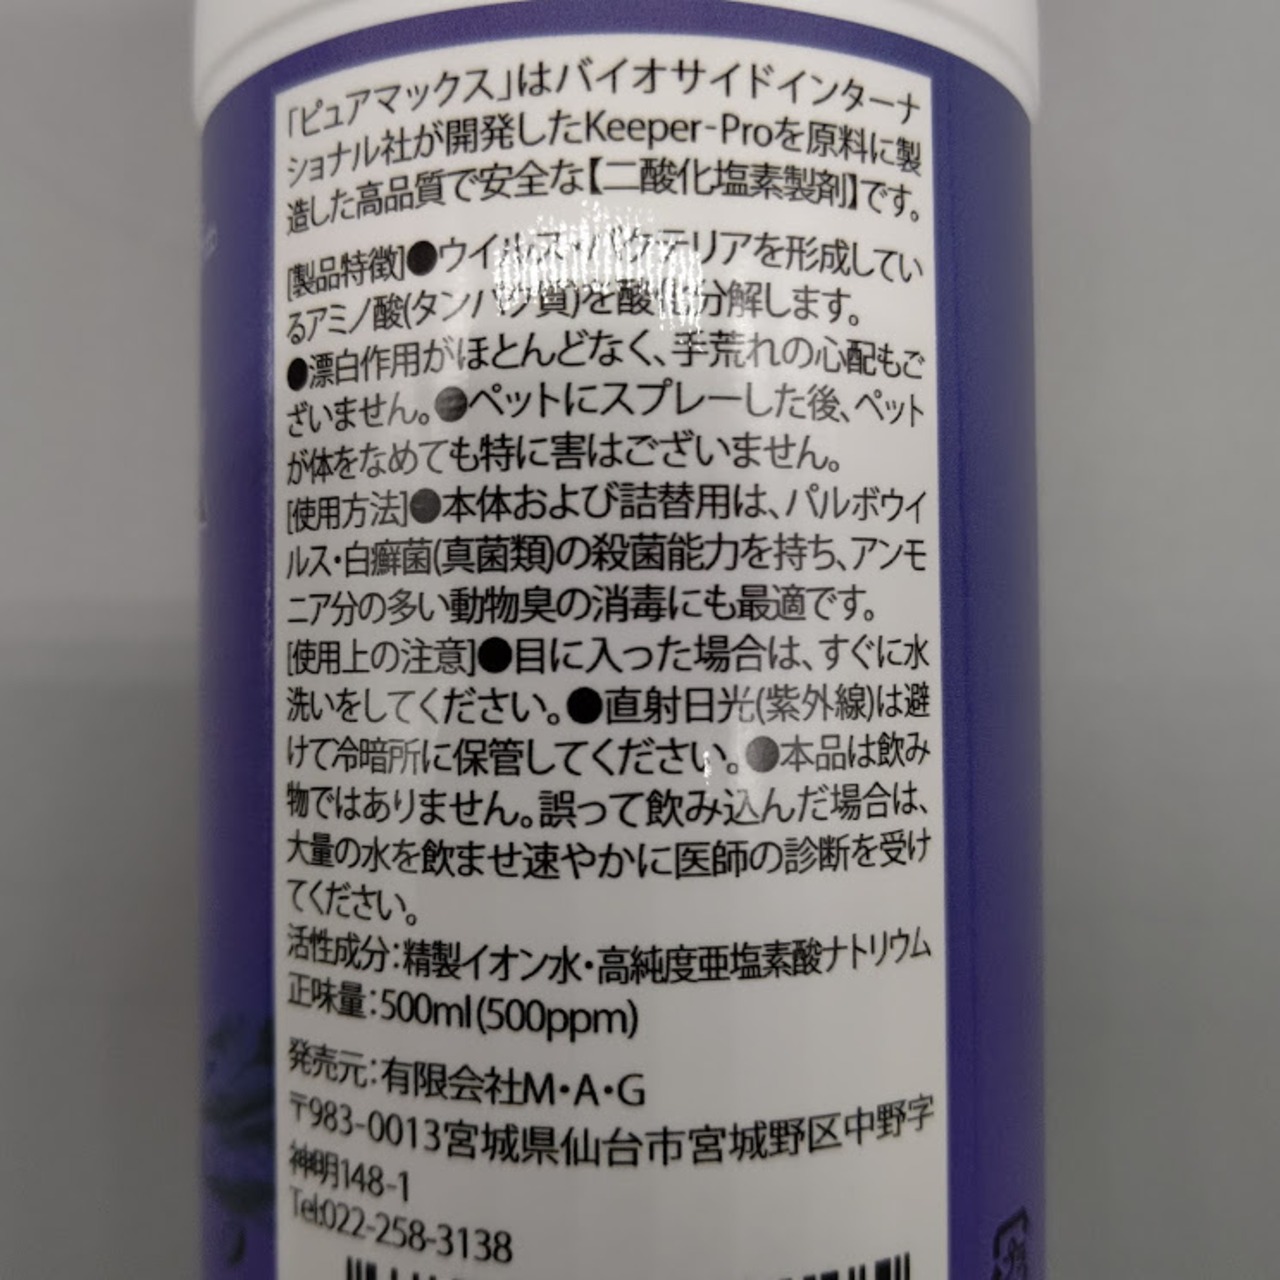 「ピュアマックス」はバイオサイドインターナ
ショナル社が開発したKeeper-Proを原料に製
造した高品質で安全な【二酸化塩素製剤】です。
[製品特徴]●ウイルス・バクテリアを形成してい
るアミノ酸(タンパク質)を酸化分解します。
●漂白作用がほとんどなく、手荒れの心配もご
ざいません。●ペットにスプレーした後、ペット
が体をなめても特に害はございません。
[使用方法]●本体および詰替用は、パルボウイ
ルス・白癬菌(真菌類)の殺菌能力を持ち、アンモ
ニア分の多い動物臭の消毒にも最適です。
[使用上の注意]●目に入った場合は、すぐに水
洗いをしてください。●直射日光(紫外線)は避
けて冷暗所に保管してください。●本品は飲み
物ではありません。誤って飲み込んだ場合は、
大量の水を飲ませ速やかに医師の診断を受け
てください。
活性成分:精製イオン水・高純度亜塩素酸ナトリウム
正味量:500ml(500ppm)
発売元:有限会社M・A・G
〒983-0013宮城県仙台市宮城野区中野字
神明148-1
Tel:022-258-3138